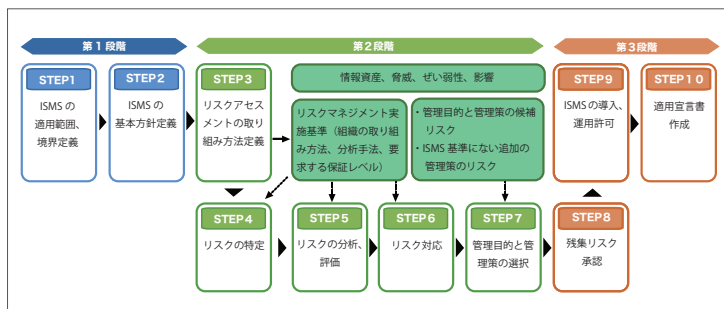 第1段階
第2段階
第3段階
STEP1
ISMS の
適用範囲、
境界定義
STEP2
ISMS の
基本方針定義
STEP3
リスクアセス
メントの取り
組み方法定義
情報資産、脅威、ぜい弱性、影響
リスクマネジメント実
施基準（組織の取り組
み方法、分析手法、要
求する保証レベル）
・管理目的と管理策の候補
リスク
・ISMS 基準にない追加の
管理策のリスク
STEP9
ISMS の導入、
運用許可
STEP10
適用宣言書
作成
STEP4
リスクの特定
STEP5
リスクの分析、
評価
STEP6
リスク対応
STEP7
管理目的と管
理策の選択
STEP8
残集リスク
承認